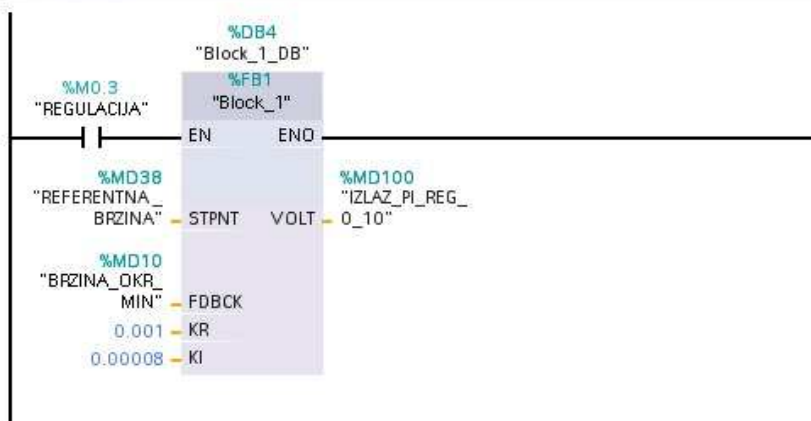 %DB4
"Block_1_DB"
%M0.3
"REGULACIJA"
%FB1
"Block_1"
EN ENO
%MD38
"REFERENTNA_
BRZINA"
STPNT VOLT
%MD100
"IZLAZ_PI_REG_
0_10"
%MD10
"BRZINA_OKR_
MIN"
FDBCK
0.001 KR
0.00008 KI